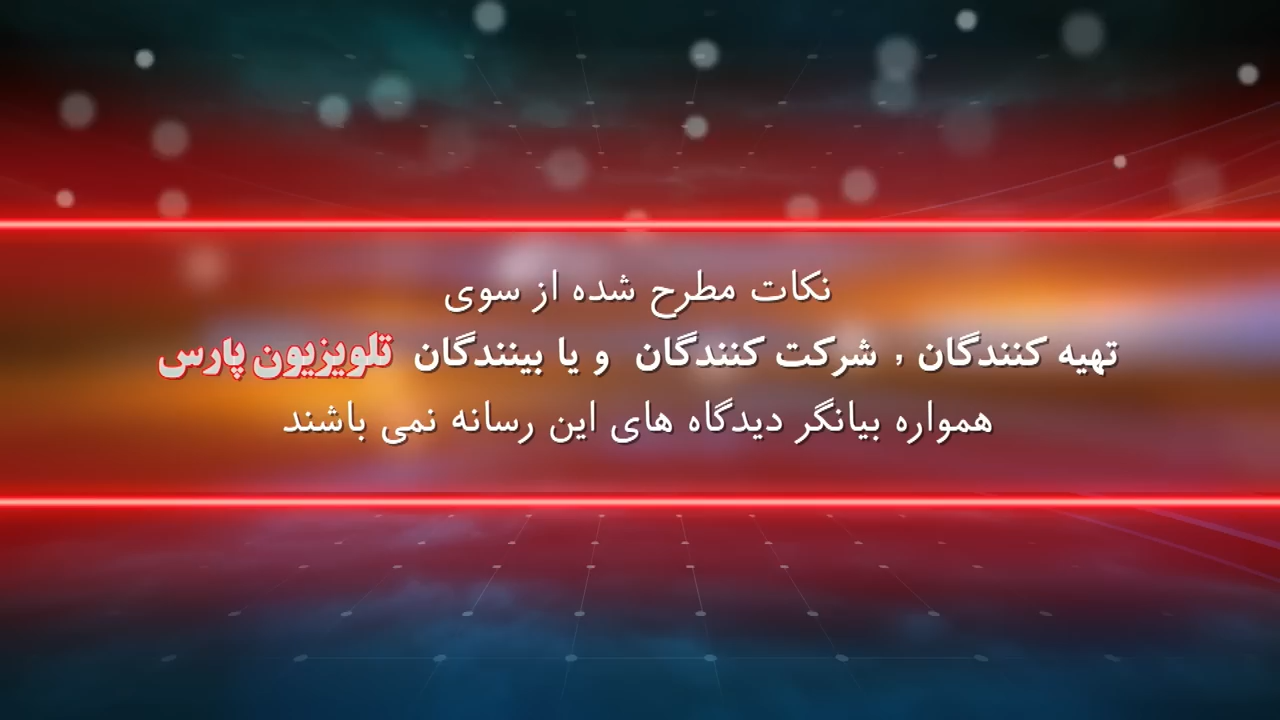 نکات مطرح شده از سوی
تهیه کنندگان , شرکت کنندگان و یا بینندگان تلویزیون پارس
همواره بیانگر دیدگاه های این رسانه نمی باشند